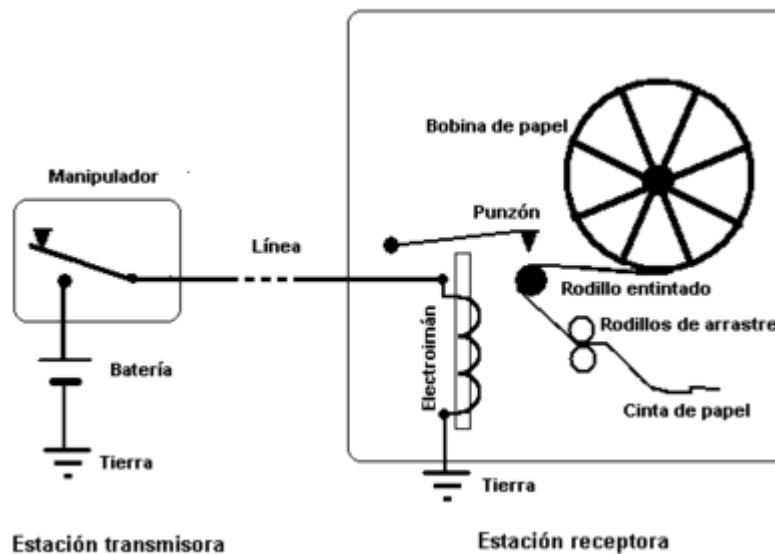 Bobina de papel
Manipulador
Punzón
Línea
Rodillo entintado
Electroimán
Rodillos de arrastre
Batería
Cinta de papel
Tierra
Tierra
Estación transmisora
Estación receptora